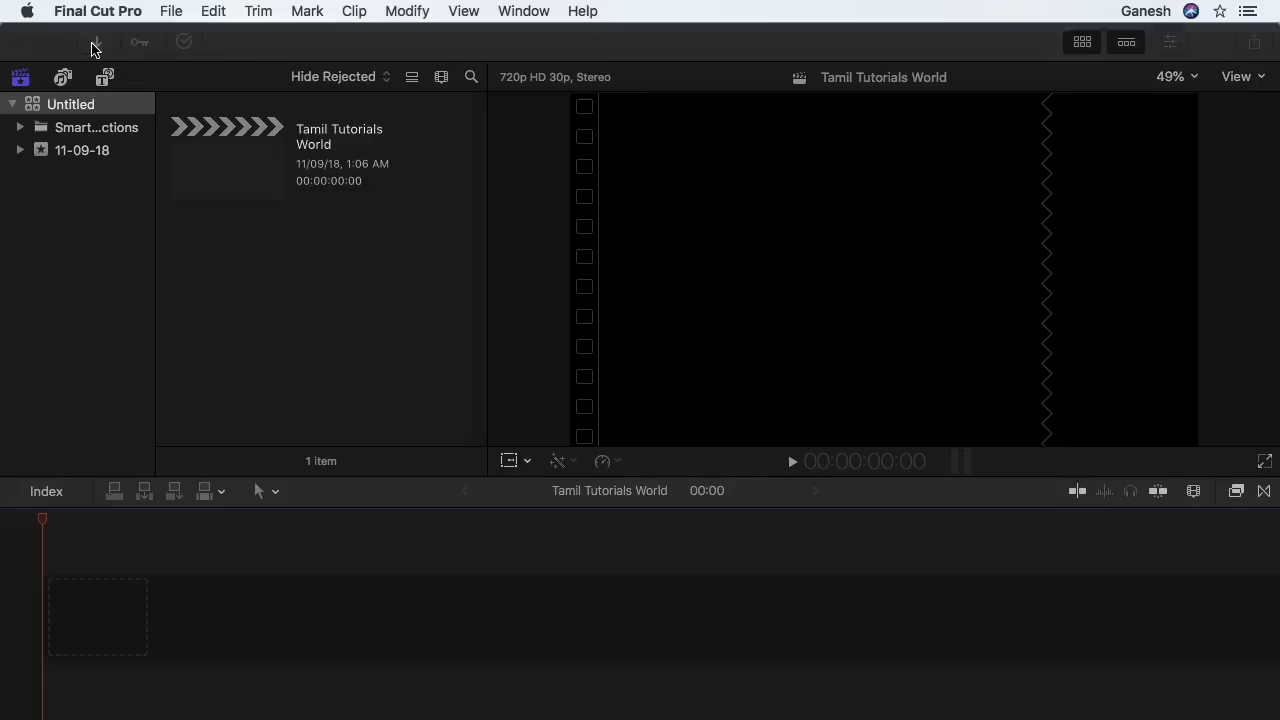 Final Cut Pro File Edit Trim Mark Clip Modify View Window Help Ganesh
Hide Rejected 720p HD 30p, Stereo Tamil Tutorials World 49% View
Untitled
Smart...ctions
11-09-18
Tamil Tutorials
World
11/09/18, 1:06 AM
00:00:00:00
1 item
00:00:00:00
Index Tamil Tutorials World 00:00